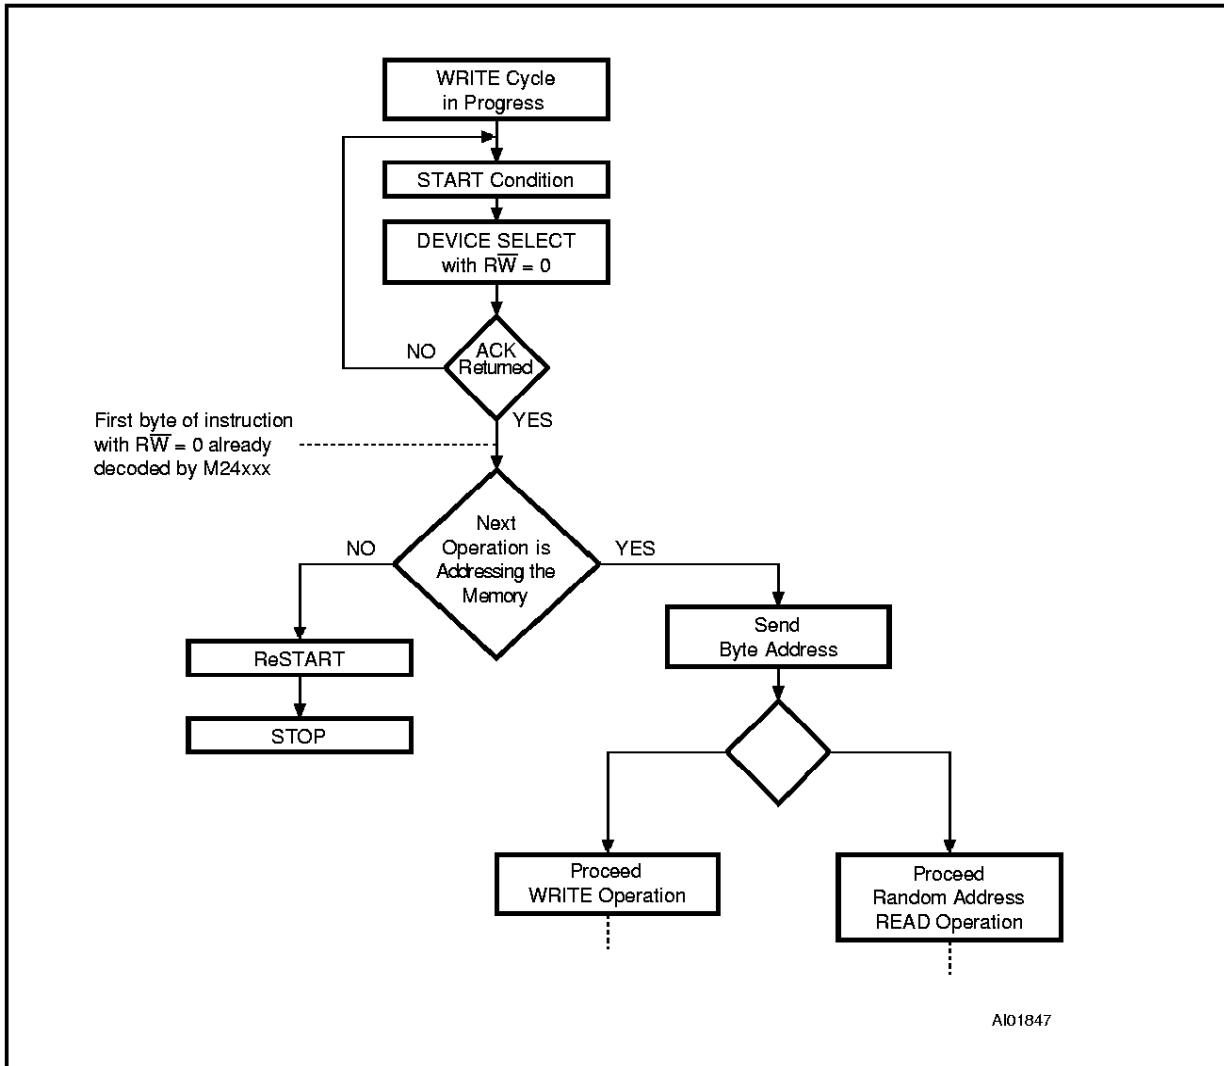 WRITE Cycle
in Progress
START Condition
DEVICE SELECT
with RW̅ = 0
NO
ACK
Returned
YES
First byte of instruction
with RW̅ = 0 already
decoded by M24xxx
NO
Next
Operation is
Addressing the
Memory
YES
Send
Byte Address
ReSTART
STOP
Proceed
WRITE Operation
Proceed
Random Address
READ Operation
AI01847